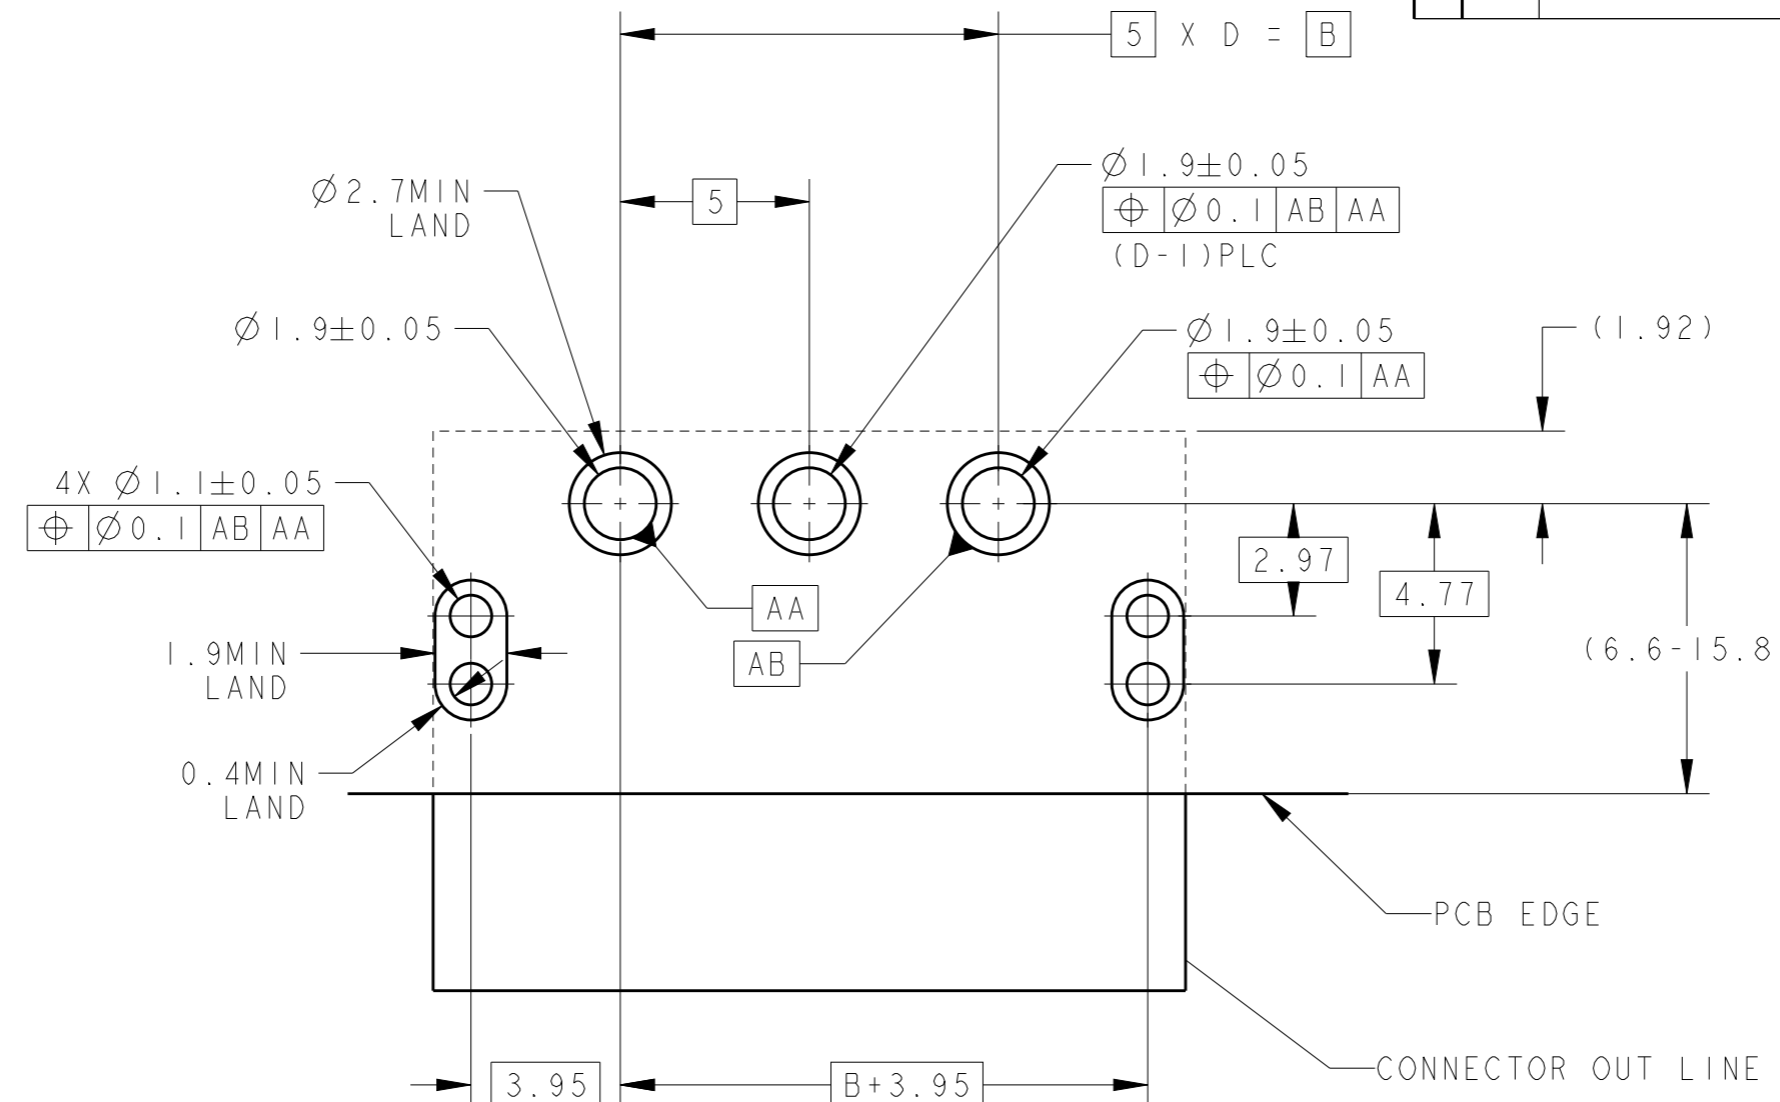 5 X D = B
Ø2.7MIN
LAND
5
Ø1.9±0.05
⌖ Ø0.1 AB AA
(D-1)PLC
Ø1.9±0.05
Ø1.9±0.05
⌖ Ø0.1 AA
(1.92)
4X Ø1.1±0.05
⌖ Ø0.1 AB AA
2.97
4.77
AA
AB
1.9MIN
LAND
(6.6-15.8
0.4MIN
LAND
PCB EDGE
CONNECTOR OUT LINE
3.95
B+3.95